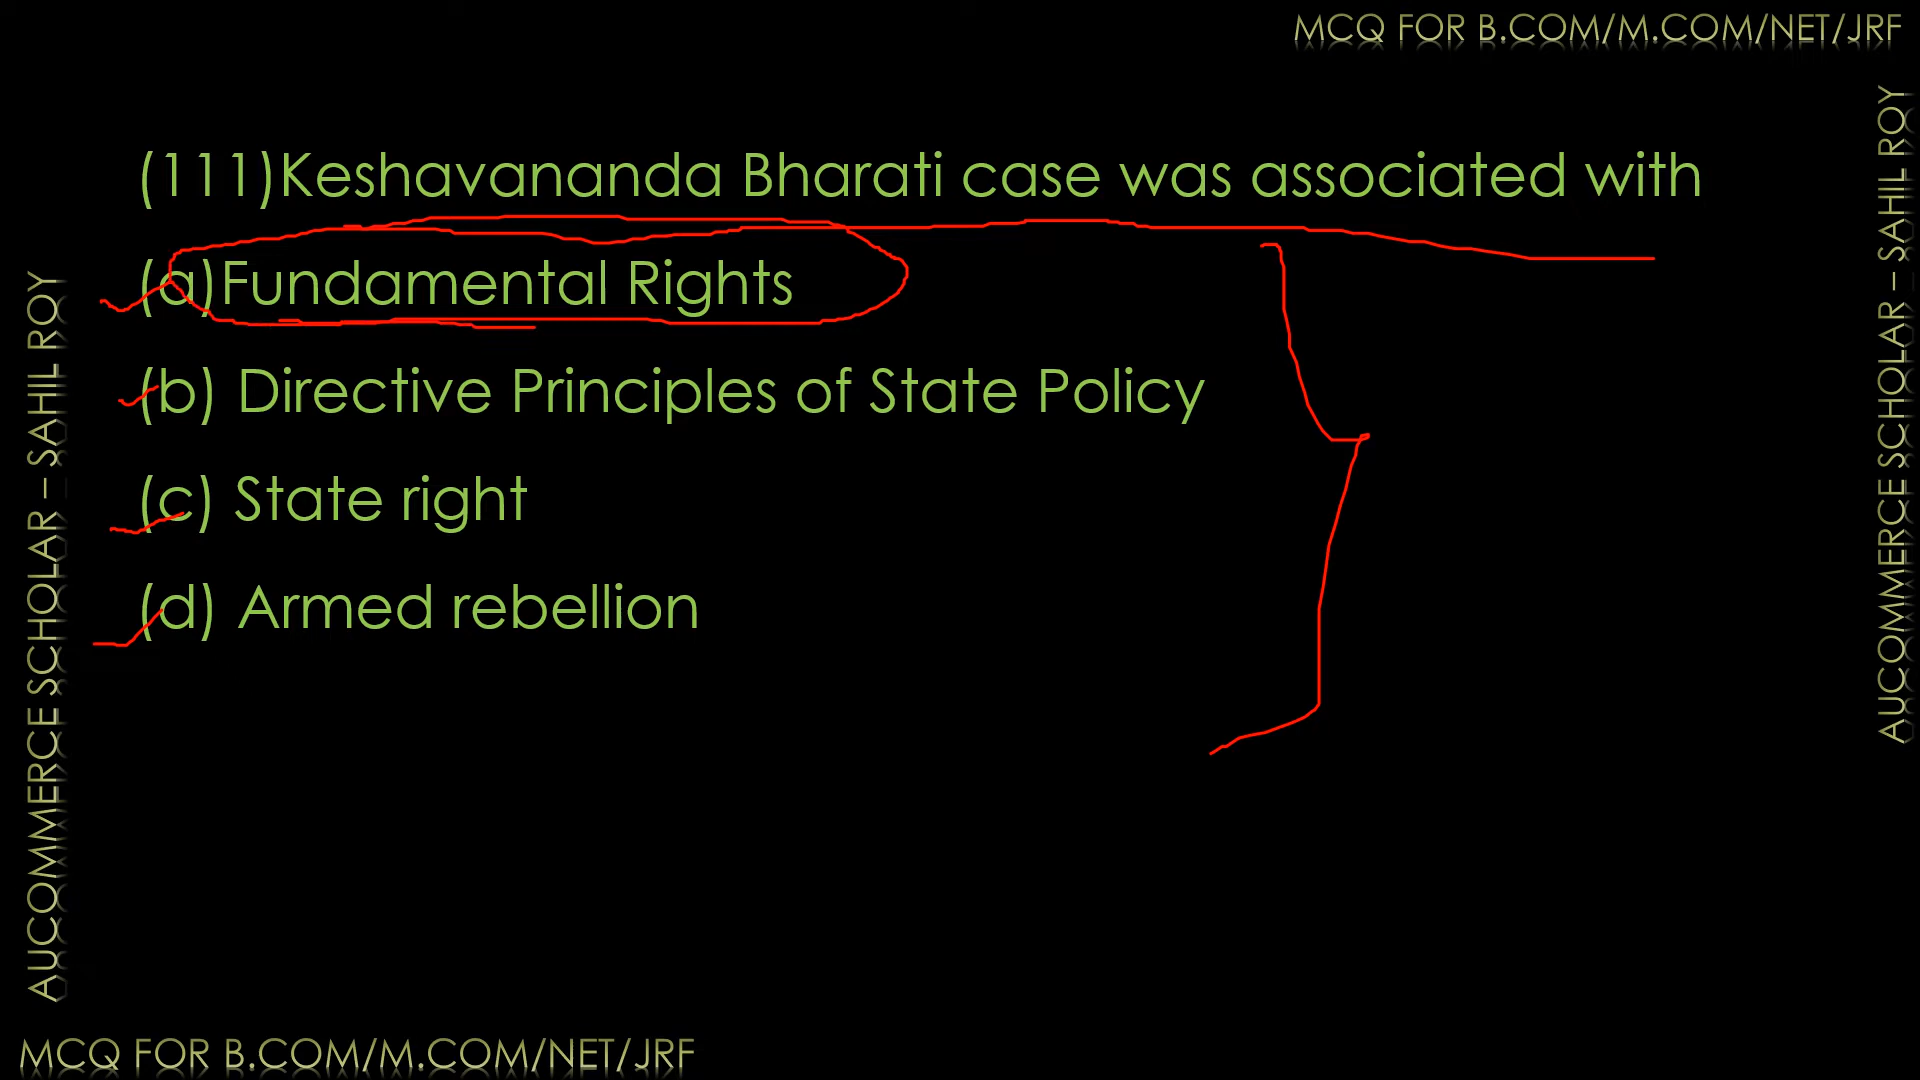 MCQ FOR B.COM/M.COM/NET/JRF
(111)Keshavananda Bharati case was associated with
(a)Fundamental Rights
(b) Directive Principles of State Policy
(c) State right
(d) Armed rebellion
AUCOMMERCE SCHOLAR – SAHIL ROY
AUCOMMERCE SCHOLAR – SAHIL ROY
MCQ FOR B.COM/M.COM/NET/JRF